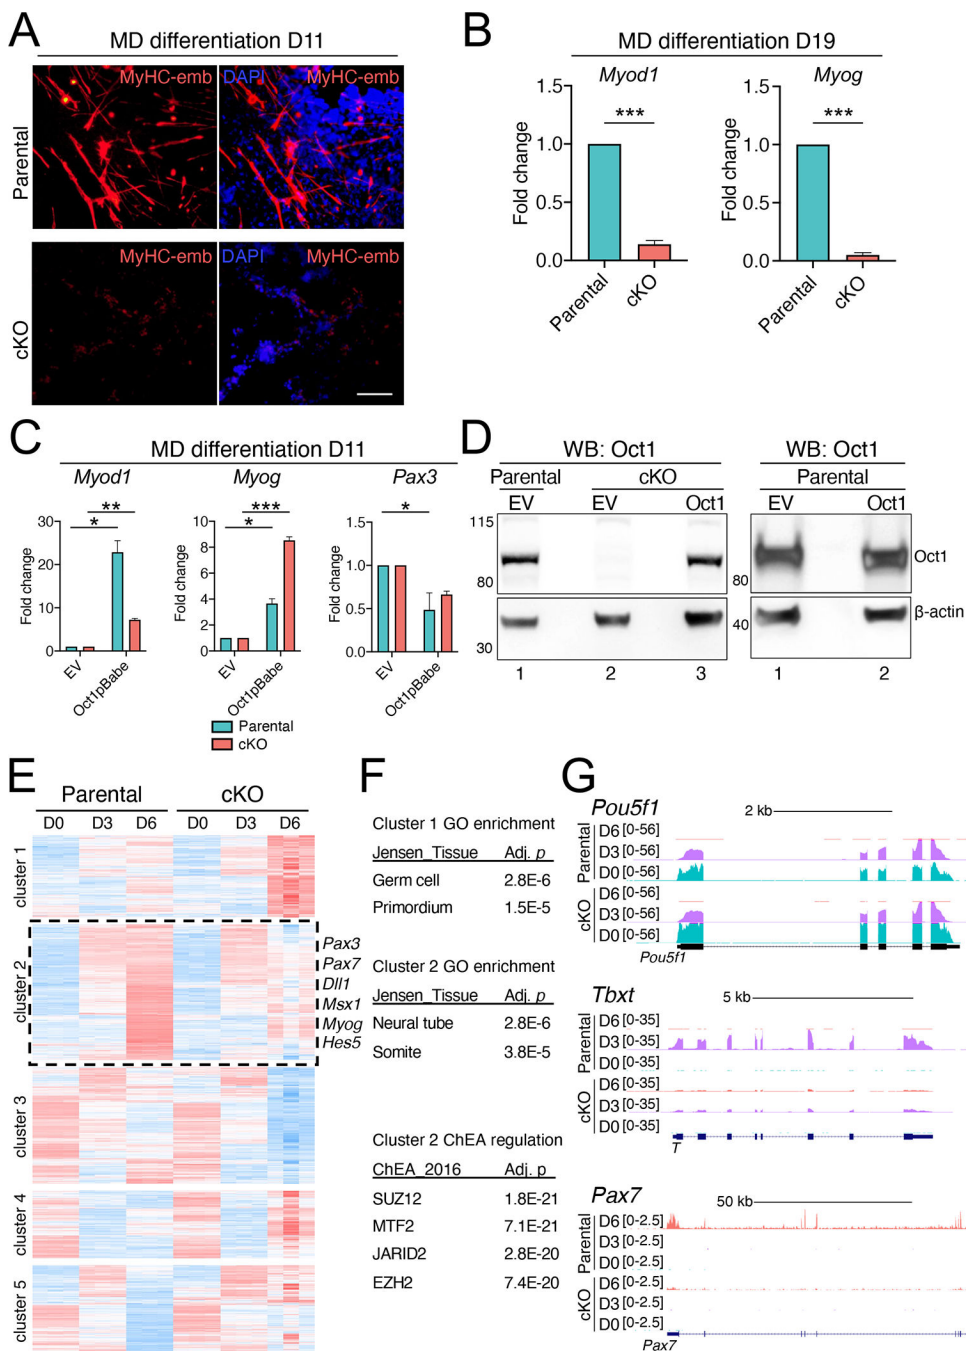 A
MD differentiation D11
MyHC-emb
DAPI
MyHC-emb
Parental
MyHC-emb
DAPI
MyHC-emb
cKO
B
MD differentiation D19
Myod1
Myog
1.5
1.0
0.5
0.0
Fold change
***
Parental
cKO
1.5
1.0
0.5
0.0
Fold change
***
Parental
cKO
C
MD differentiation D11
Myod1
Myog
Pax3
**
*
30
20
10
0
Fold change
EV
Oct1pBabe
***
*
10
8
6
4
2
0
Fold change
EV
Oct1pBabe
*
1.5
1.0
0.5
0.0
Fold change
EV
Oct1pBabe
Parental
cKO
D
WB: Oct1
WB: Oct1
Parental
cKO
Parental
EV
EV
Oct1
EV
Oct1
115
80
30
80
40
Oct1
β-actin
1
2
3
1
2
E
Parental
cKO
D0
D3
D6
D0
D3
D6
cluster 1
cluster 2
cluster 3
cluster 4
cluster 5
Pax3
Pax7
Dll1
Msx1
Myog
Hes5
F
Cluster 1 GO enrichment
Jensen_Tissue Adj. p
Germ cell 2.8E-6
Primordium 1.5E-5
Cluster 2 GO enrichment
Jensen_Tissue Adj. p
Neural tube 2.8E-6
Somite 3.8E-5
Cluster 2 ChEA regulation
ChEA_2016 Adj. p
SUZ12 1.8E-21
MTF2 7.1E-21
JARID2 2.8E-20
EZH2 7.4E-20
G
Pou5f1
2 kb
Parental
D6 [0-56]
D3 [0-56]
D0 [0-56]
cKO
D6 [0-56]
D3 [0-56]
D0 [0-56]
Pou5f1
Tbxt
5 kb
Parental
D6 [0-35]
D3 [0-35]
D0 [0-35]
cKO
D6 [0-35]
D3 [0-35]
D0 [0-35]
T
Pax7
50 kb
Parental
D6 [0-2.5]
D3 [0-2.5]
D0 [0-2.5]
cKO
D6 [0-2.5]
D3 [0-2.5]
D0 [0-2.5]
Pax7